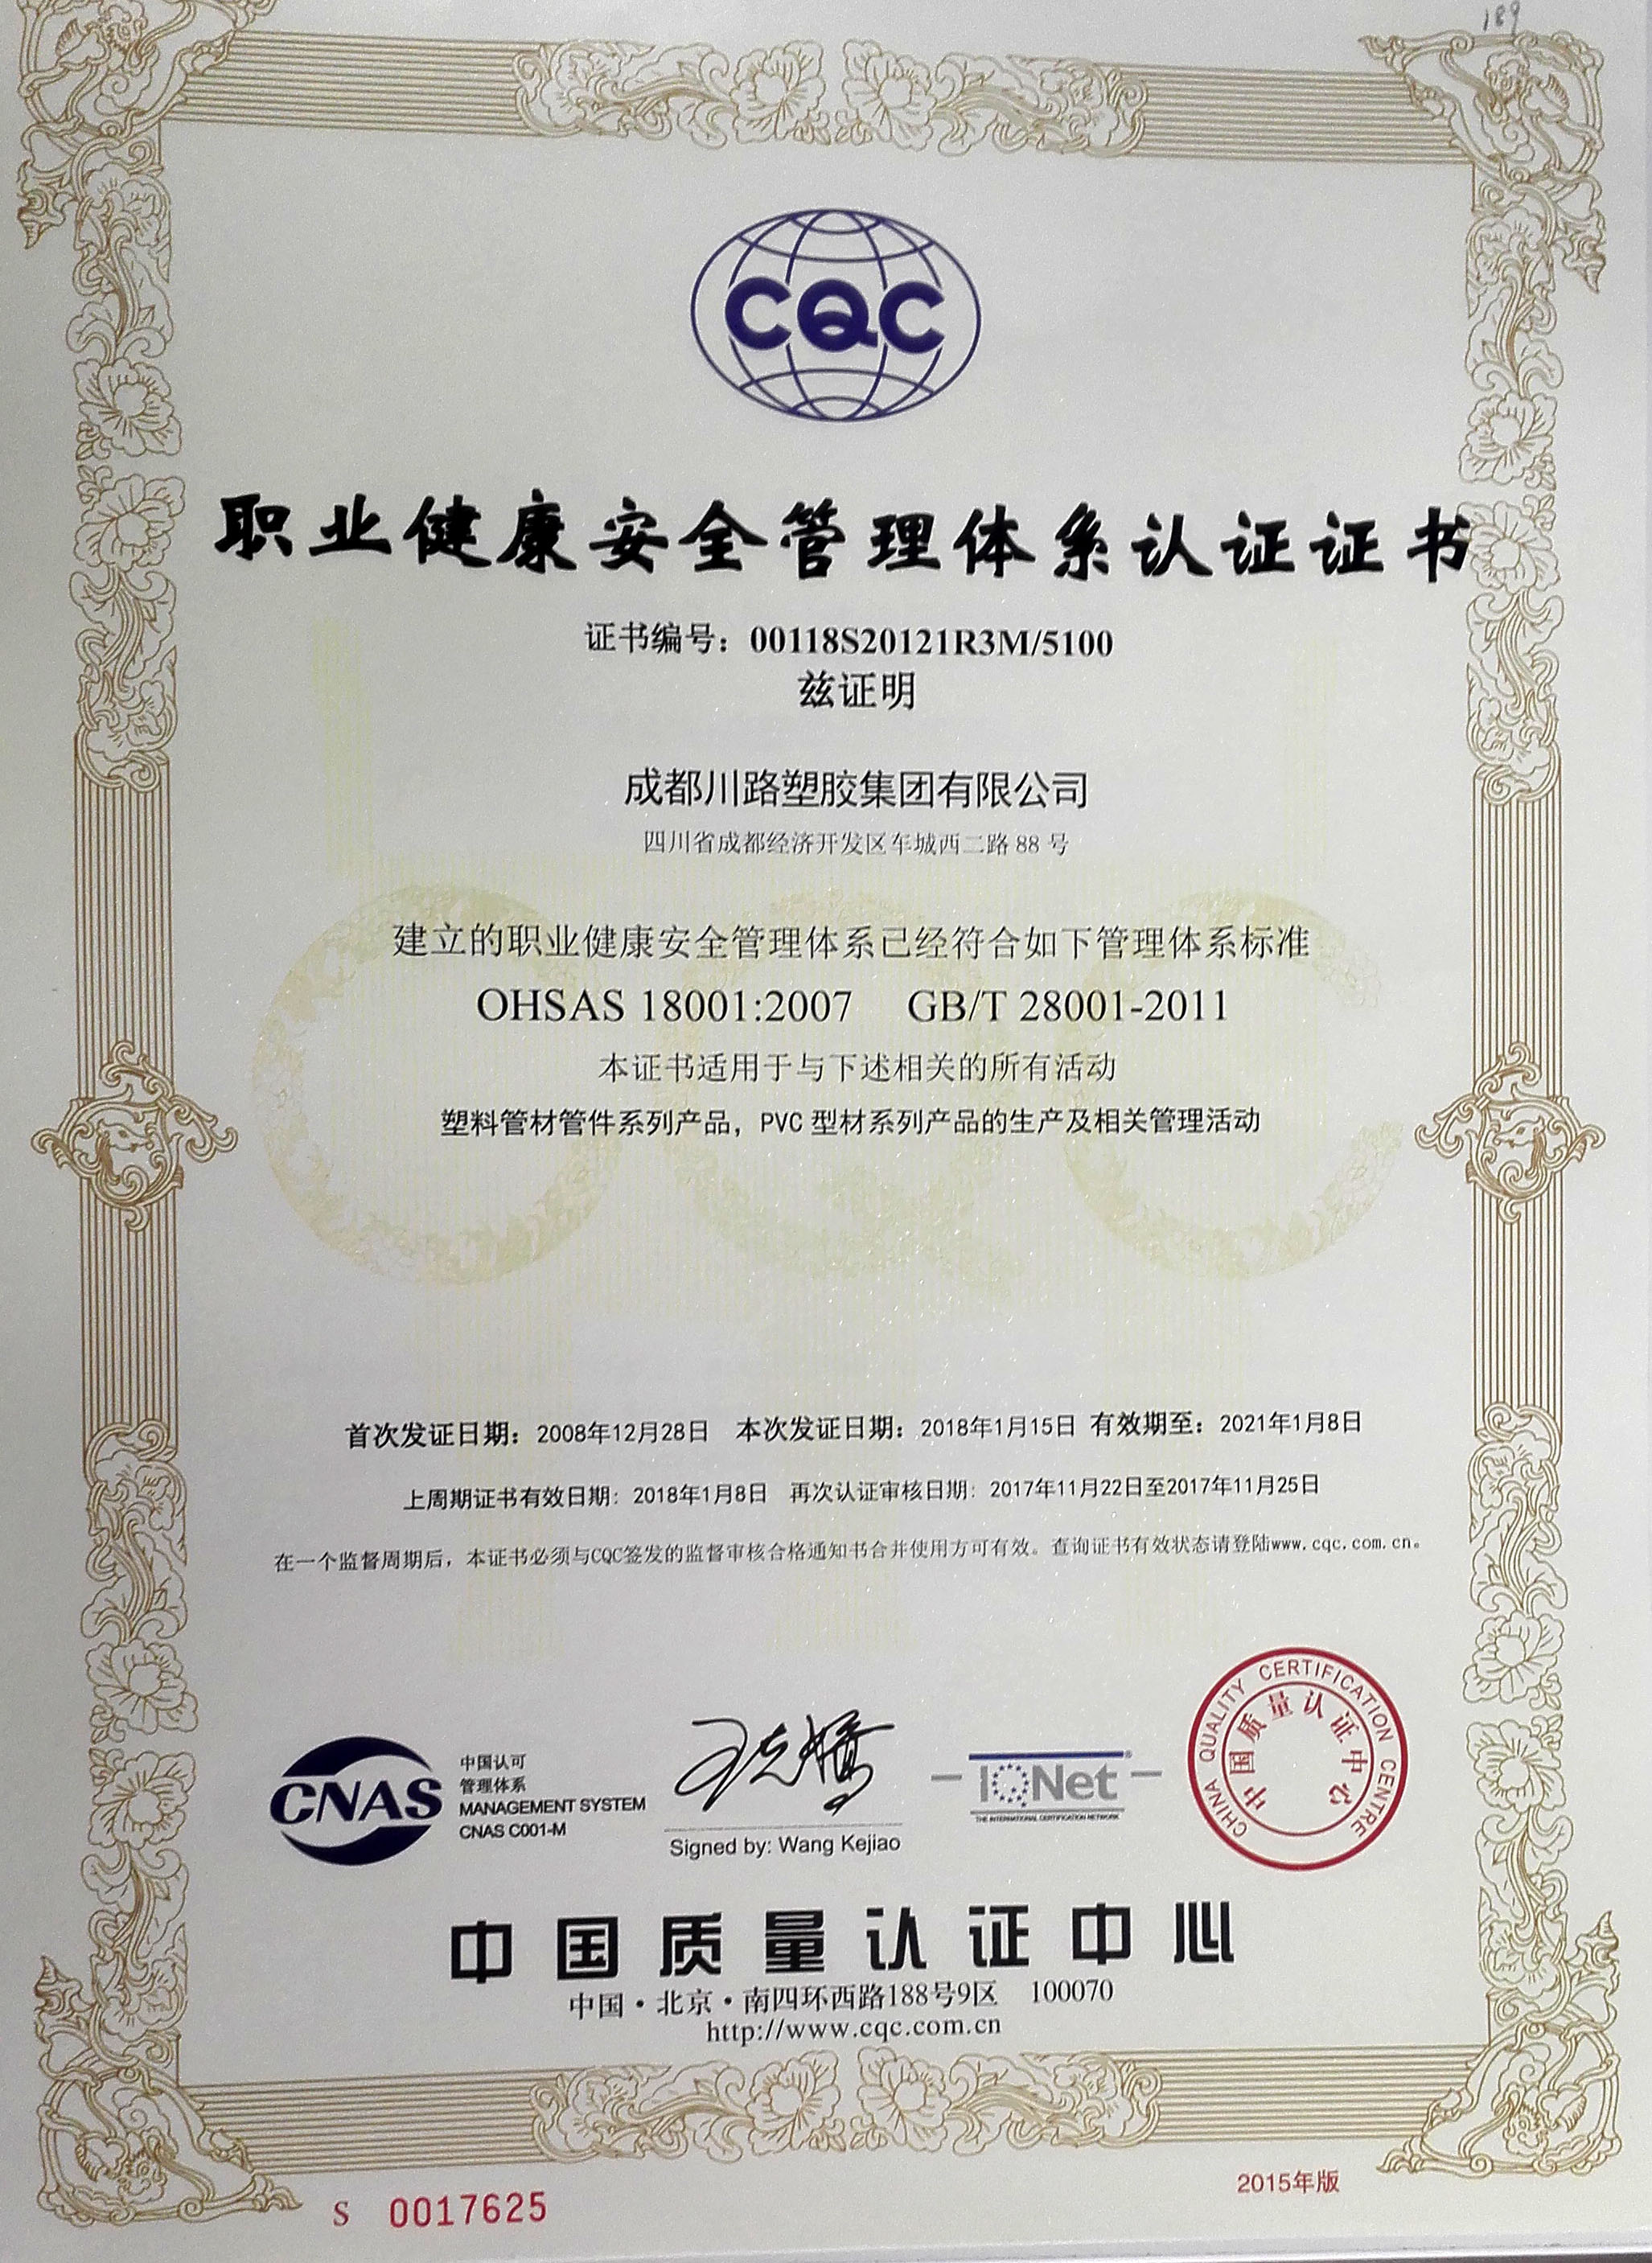 189
CQC
职业健康安全管理体系认证证书
证书编号：00118S20121R3M/5100
兹证明
成都川路塑胶集团有限公司
四川省成都经济开发区车城西二路 88 号
建立的职业健康安全管理体系已经符合如下管理体系标准
OHSAS 18001:2007 GB/T 28001-2011
本证书适用于与下述相关的所有活动
塑料管材管件系列产品，PVC 型材系列产品的生产及相关管理活动
首次发证日期：2008年12月28日 本次发证日期：2018年1月15日 有效期至：2021年1月8日
上周期证书有效日期：2018年1月8日 再次认证审核日期：2017年11月22日至2017年11月25日
在一个监督周期后，本证书必须与CQC签发的监督审核合格通知书合并使用方可有效。查询证书有效状态请登陆www.cqc.com.cn。
CNAS
中国认可
管理体系
MANAGEMENT SYSTEM
CNAS C001-M
Signed by: Wang Kejiao
IQNet
THE INTERNATIONAL CERTIFICATION NETWORK
CHINA QUALITY CERTIFICATION CENTRE
中国质量认证中心
中国质量认证中心
中国·北京·南四环西路188号9区 100070
http://www.cqc.com.cn
S 0017625
2015年版